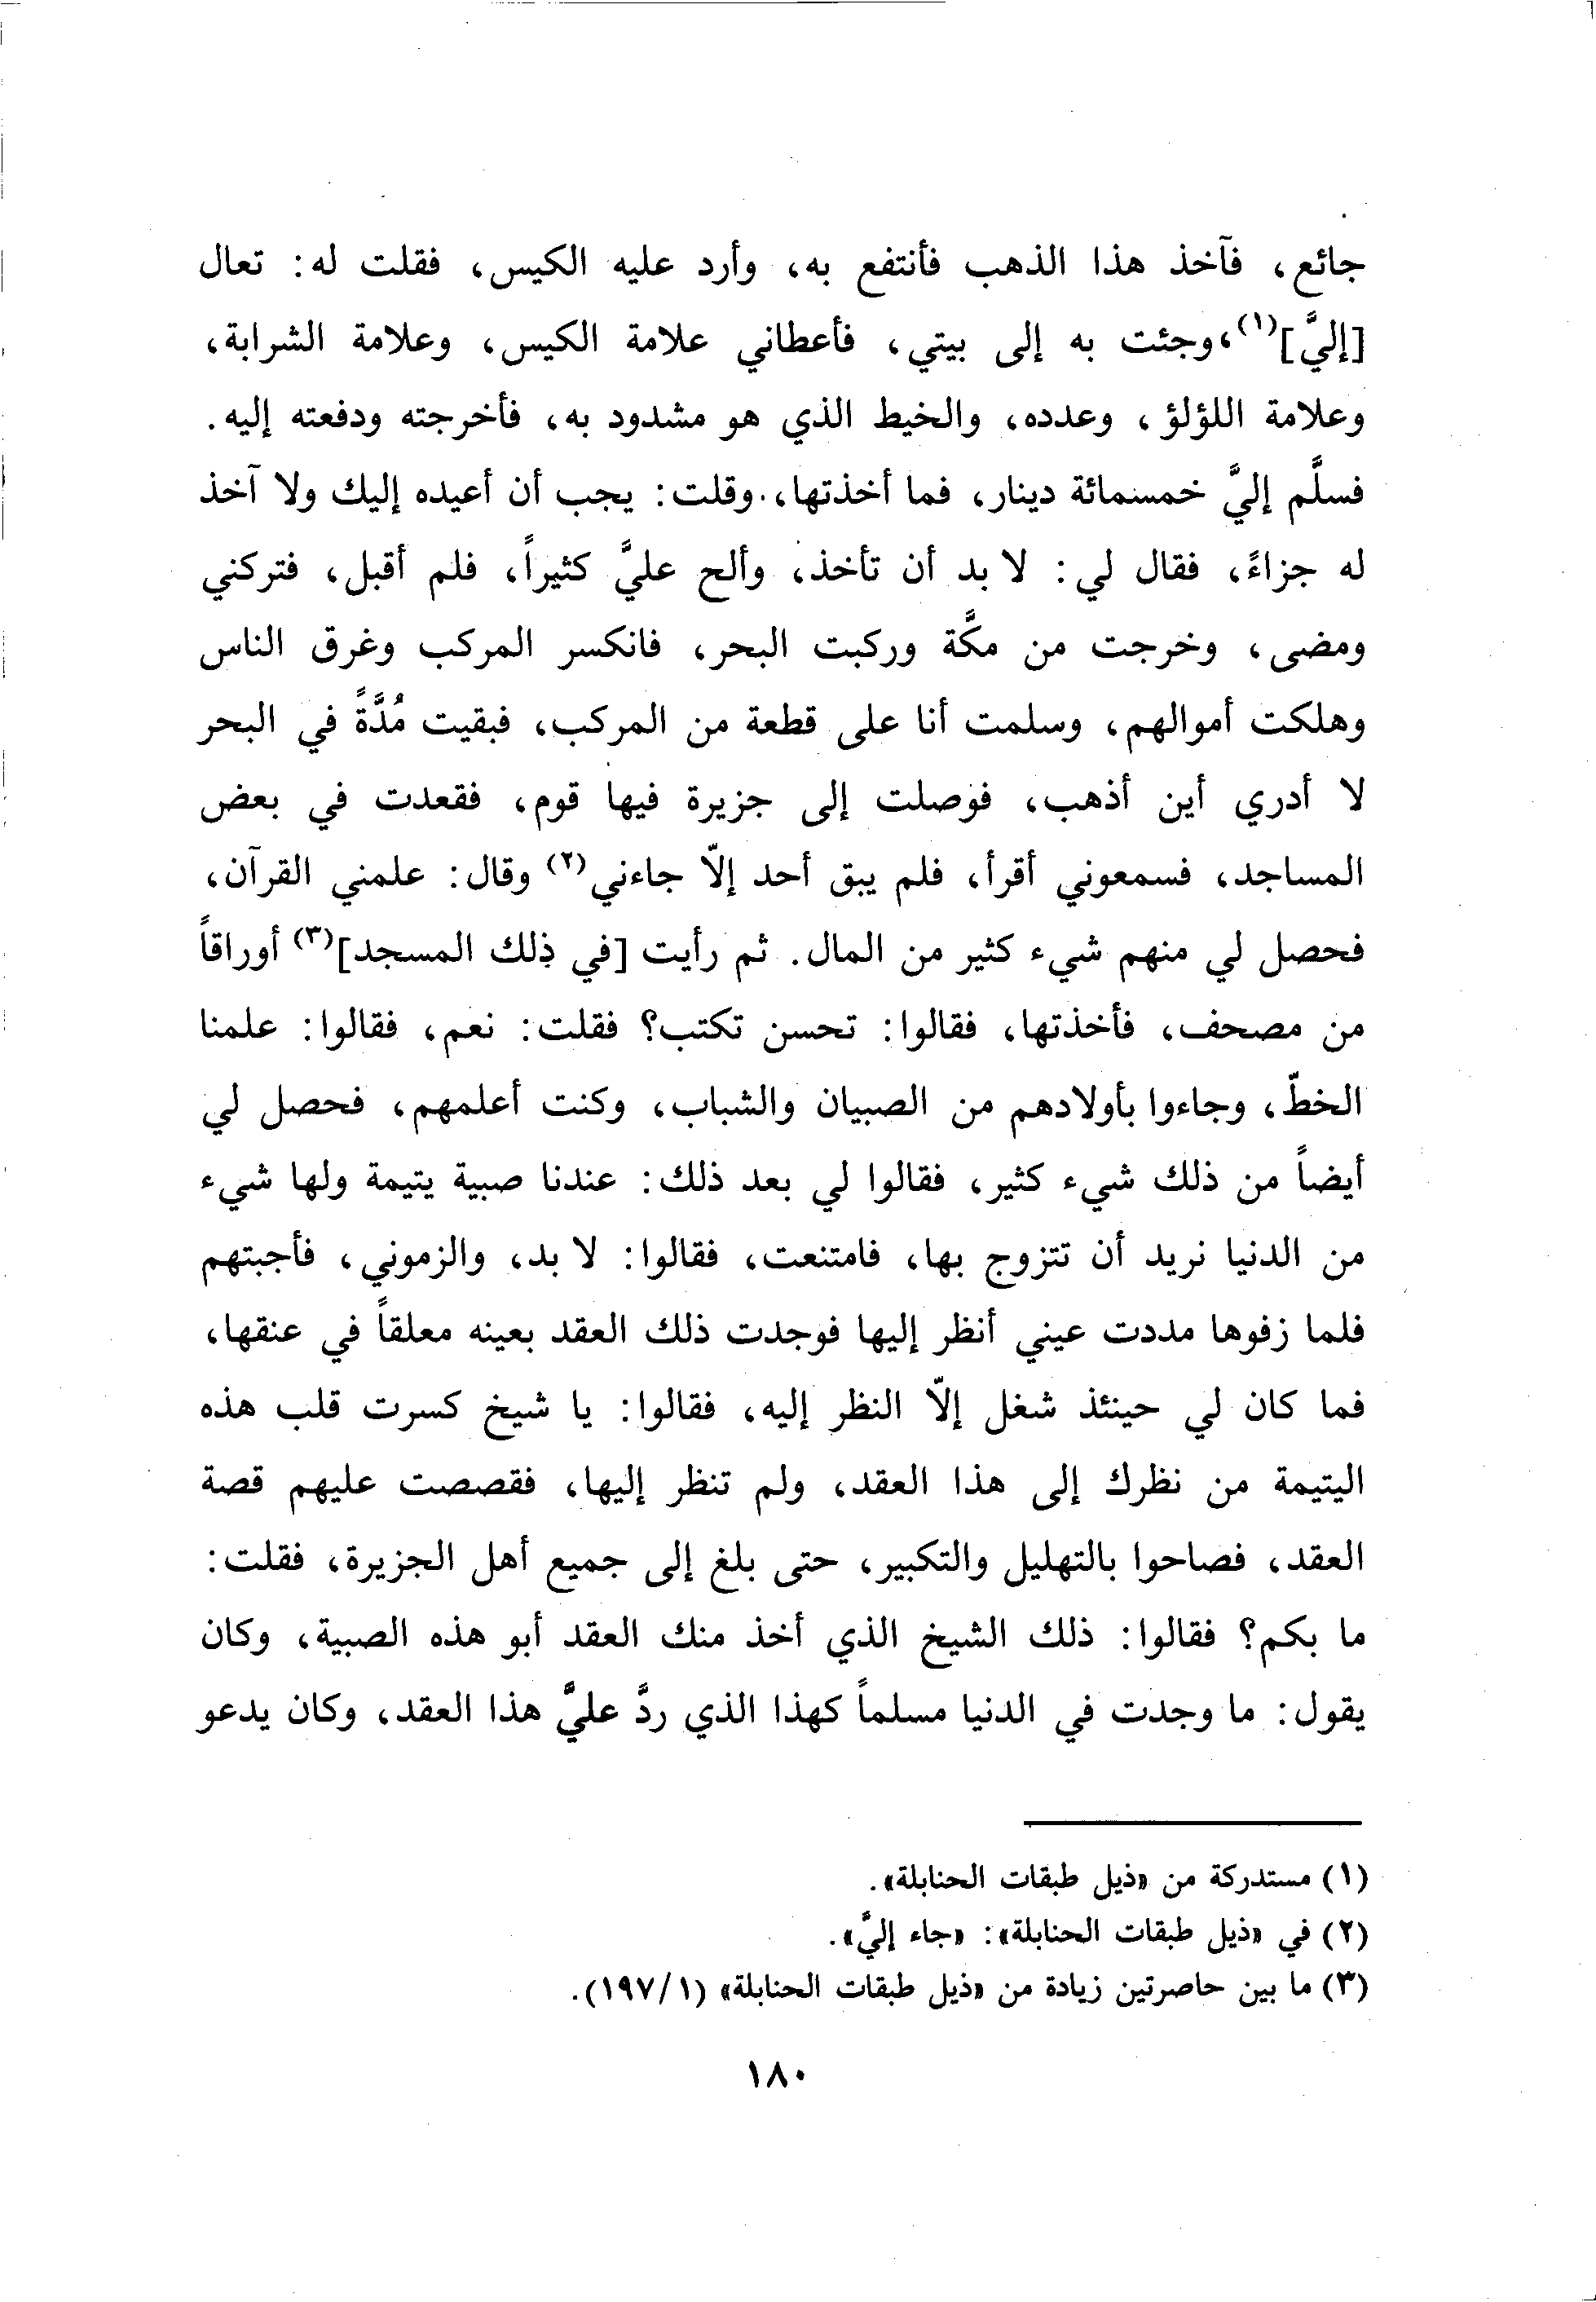 جائع، فآخذ هذا الذهب فأنتفع به، وأرد عليه الكيس، فقلت له: تعال
[إليَّ](١)، وجئت به إلى بيتي، فأعطاني علامة الكيس، وعلامة الشرابة،
وعلامة اللؤلؤ، وعدده، والخيط الذي هو مشدود به، فأخرجته ودفعته إليه.
فسلَّم إليَّ خمسمائة دينار، فما أخذتها، وقلت: يجب أن أعيده إليك ولا آخذ
له جزاءً، فقال لي: لا بد أن تأخذ، وألح عليَّ كثيراً، فلم أقبل، فتركني
ومضى، وخرجت من مكَّة وركبت البحر، فانكسر المركب وغرق الناس
وهلكت أموالهم، وسلمت أنا على قطعة من المركب، فبقيت مُدَّةً في البحر
لا أدري أين أذهب، فوصلت إلى جزيرة فيها قوم، فقعدت في بعض
المساجد، فسمعوني أقرأ، فلم يبق أحد إلّا جاءني(٢) وقال: علمني القرآن،
فحصل لي منهم شيء كثير من المال. ثم رأيت [في ذلك المسجد](٣) أوراقاً
من مصحف، فأخذتها، فقالوا: تحسن تكتب؟ فقلت: نعم، فقالوا: علمنا
الخطّ، وجاءوا بأولادهم من الصبيان والشباب، وكنت أعلمهم، فحصل لي
أيضاً من ذلك شيء كثير، فقالوا لي بعد ذلك: عندنا صبية يتيمة ولها شيء
من الدنيا نريد أن تتزوج بها، فامتنعت، فقالوا: لا بد، والزموني، فأجبتهم
فلما زفوها مددت عيني أنظر إليها فوجدت ذلك العقد بعينه معلقاً في عنقها،
فما كان لي حينئذ شغل إلّا النظر إليه، فقالوا: يا شيخ كسرت قلب هذه
اليتيمة من نظرك إلى هذا العقد، ولم تنظر إليها، فقصصت عليهم قصة
العقد، فصاحوا بالتهليل والتكبير، حتى بلغ إلى جميع أهل الجزيرة، فقلت:
ما بكم؟ فقالوا: ذلك الشيخ الذي أخذ منك العقد أبو هذه الصبية، وكان
يقول: ما وجدت في الدنيا مسلماً كهذا الذي ردَّ عليَّ هذا العقد، وكان يدعو
(١) مستدركة من «ذيل طبقات الحنابلة».
(٢) في «ذيل طبقات الحنابلة»: «جاء إليَّ».
(٣) ما بين حاصرتين زيادة من «ذيل طبقات الحنابلة» (١/١٩٧).
١٨٠